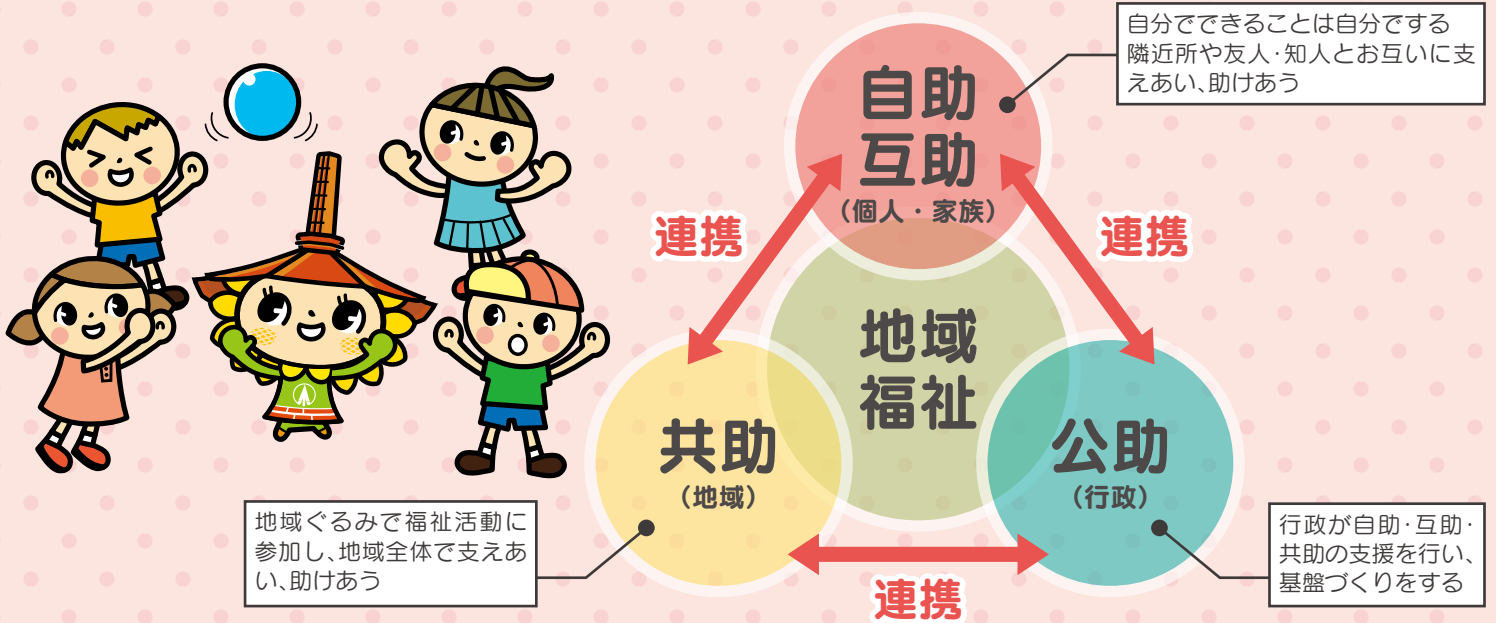 自分でできることは自分でする
隣近所や友人・知人とお互いに支
えあい、助けあう
自助
互助
（個人・家族）
連携
連携
地域
福祉
共助
（地域）
公助
（行政）
地域ぐるみで福祉活動に
参加し、地域全体で支えあ
い、助けあう
行政が自助・互助・
共助の支援を行い、
基盤づくりをする
連携